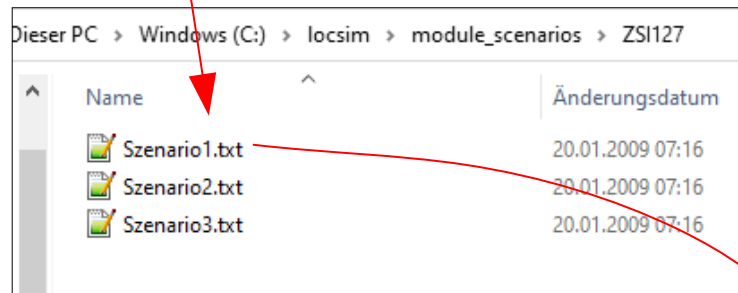 Dieser PC > Windows (C:) > locsim > module_scenarios > ZSI127
Name Änderungsdatum
Szenario1.txt 20.01.2009 07:16
Szenario2.txt 20.01.2009 07:16
Szenario3.txt 20.01.2009 07:16